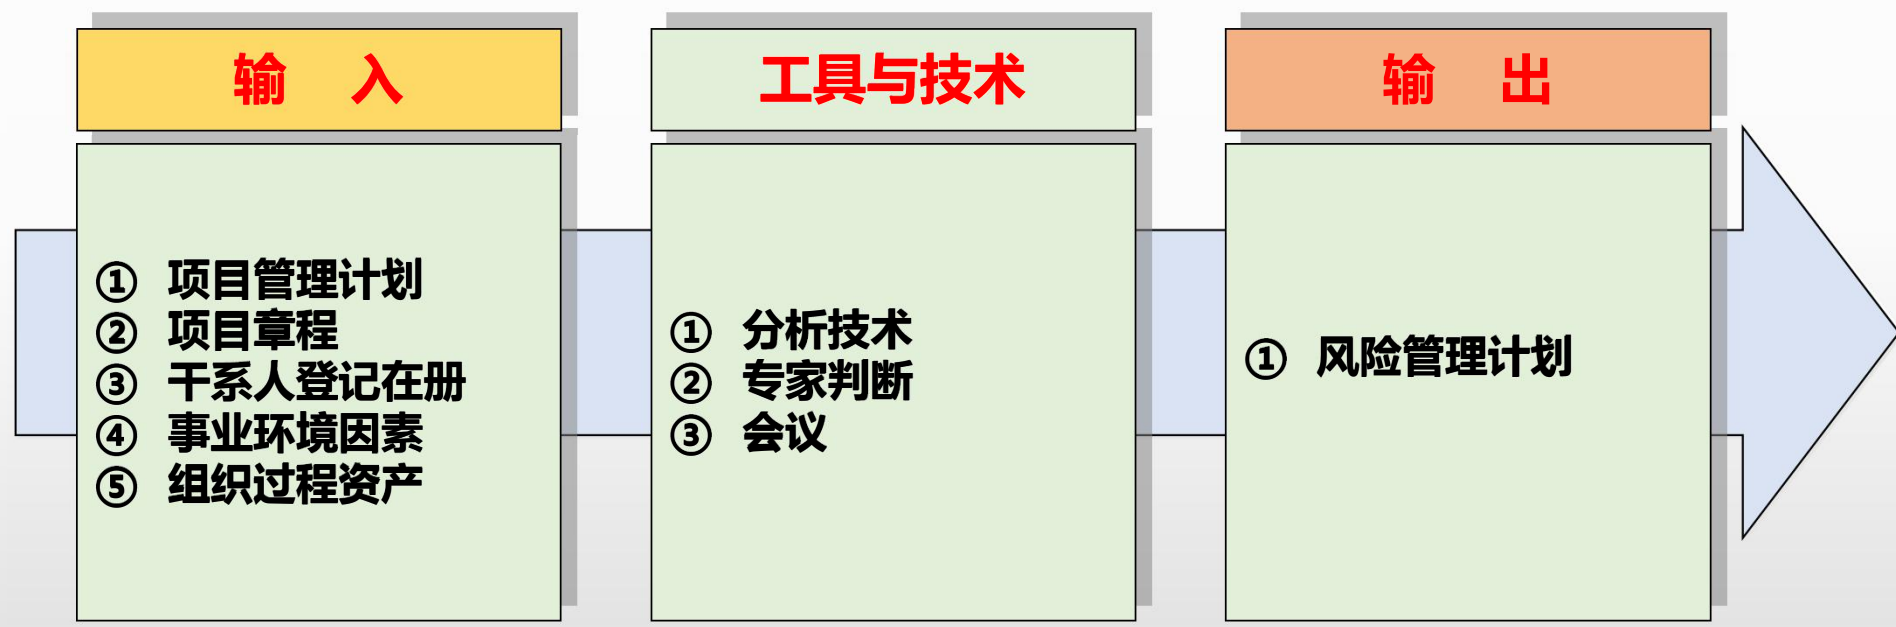 输 入
① 项目管理计划
② 项目章程
③ 干系人登记在册
④ 事业环境因素
⑤ 组织过程资产
工具与技术
① 分析技术
② 专家判断
③ 会议
输 出
① 风险管理计划